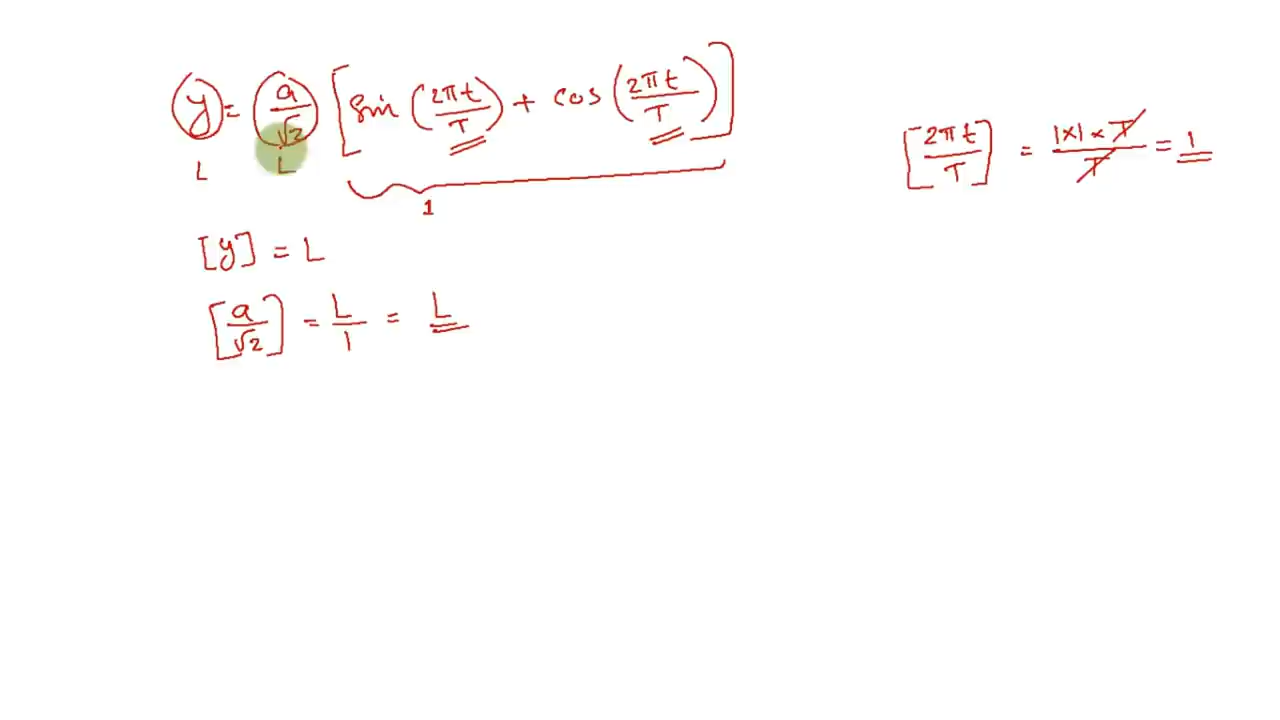 y = a/√2 [sin (2πt/T) + cos (2πt/T)]
L L
1
[2πt/T] = 1×1×T/T = 1
[y] = L
[a/√2] = L/1 = L